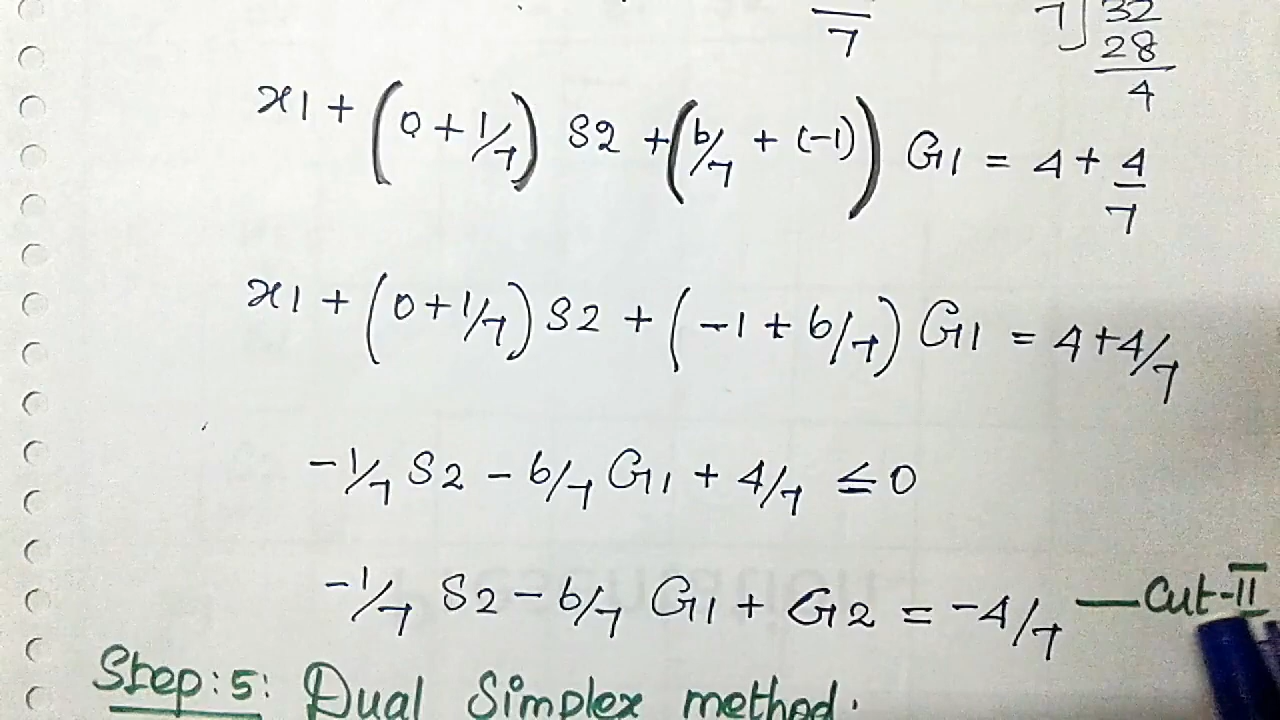 7 7⟌32
28
4
x1 + (0 + 1/7) S2 + (6/7 + (-1)) G1 = 4 + 4/7
x1 + (0 + 1/7) S2 + (-1 + 6/7) G1 = 4 + 4/7
-1/7 S2 - 6/7 G1 + 4/7 ≤ 0
-1/7 S2 - 6/7 G1 + G2 = -4/7 — Cut-II
Step: 5: Dual Simplex method.